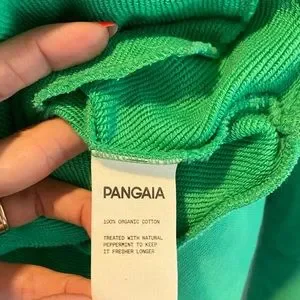 PANGAIA
100% ORGANIC COTTON
TREATED WITH NATURAL
PEPPERMINT TO KEEP
IT FRESHER LONGER